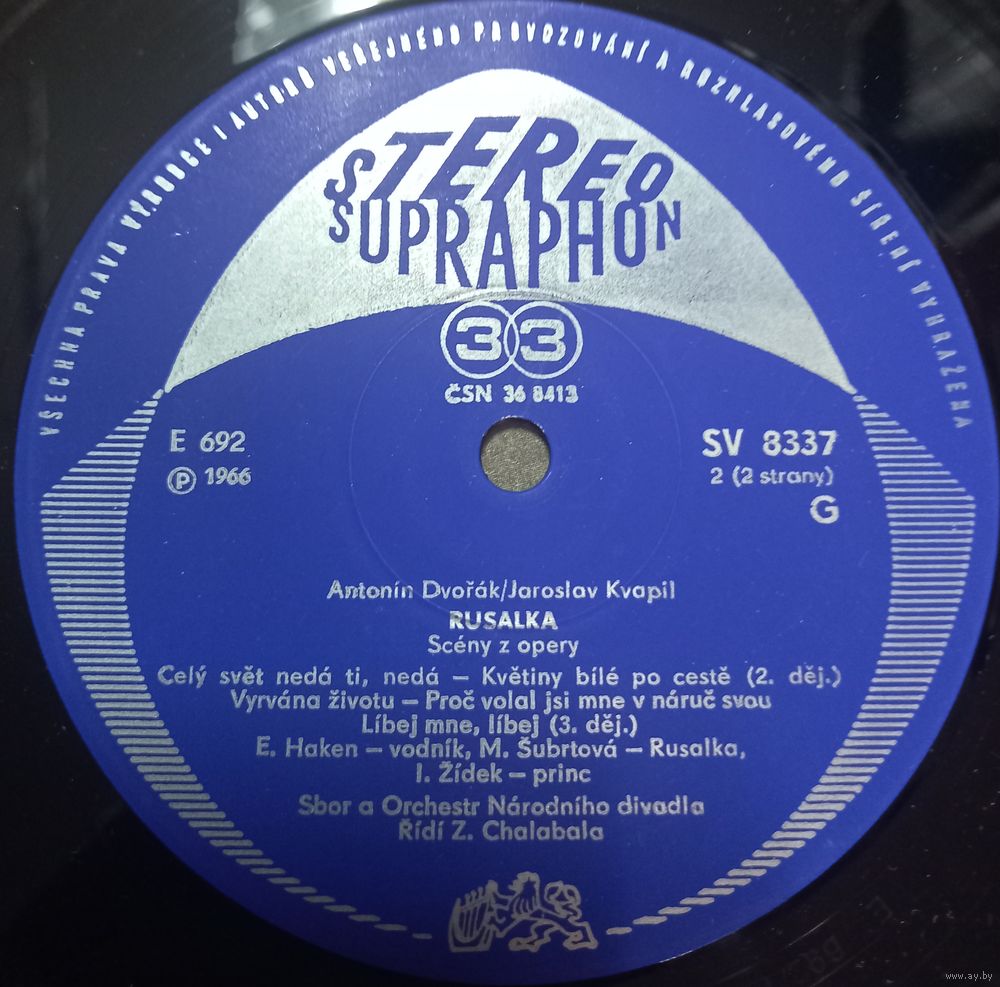 VŠECHNA PRÁVA VÝROBCE I AUTORŮ VEŘEJNÉHO PROVOZOVÁNÍ A ROZHLASOVÉHO ŠÍŘENÍ VYHRAZENA
STEREO
SUPRAPHON
33
ČSN 36 8413
E 692
℗ 1966
SV 8337
2 (2 strany)
G
Antonín Dvořák/Jaroslav Kvapil
RUSALKA
Scény z opery
Celý svět nedá ti, nedá — Květiny bílé po cestě (2. děj.)
Vyrvána životu — Proč volal jsi mne v náruč svou
Líbej mne, líbej (3. děj.)
E. Haken — vodník, M. Šubrtová — Rusalka,
I. Žídek — princ
Sbor a Orchestr Národního divadla
Řídí Z. Chalabala
www.ay.by